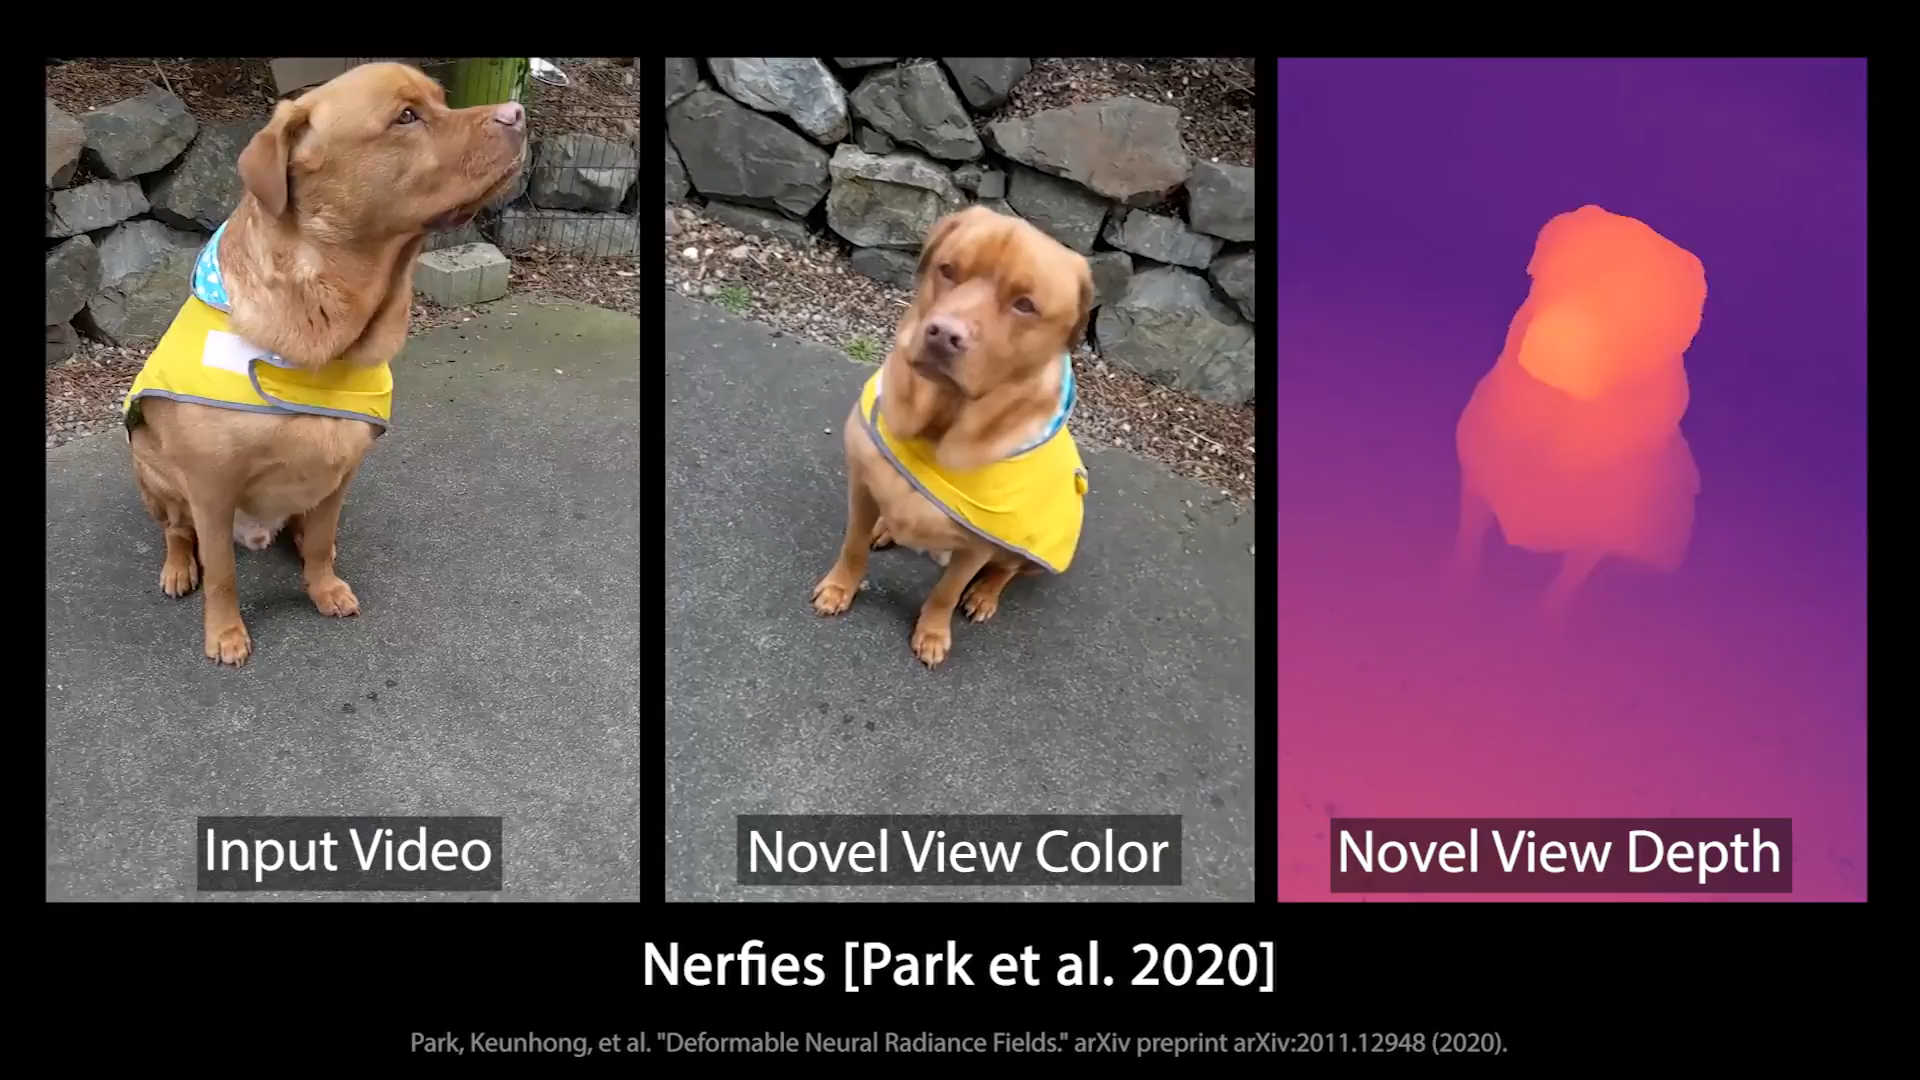 Input Video
Novel View Color
Novel View Depth
Nerfies [Park et al. 2020]
Park, Keunhong, et al. "Deformable Neural Radiance Fields." arXiv preprint arXiv:2011.12948 (2020).